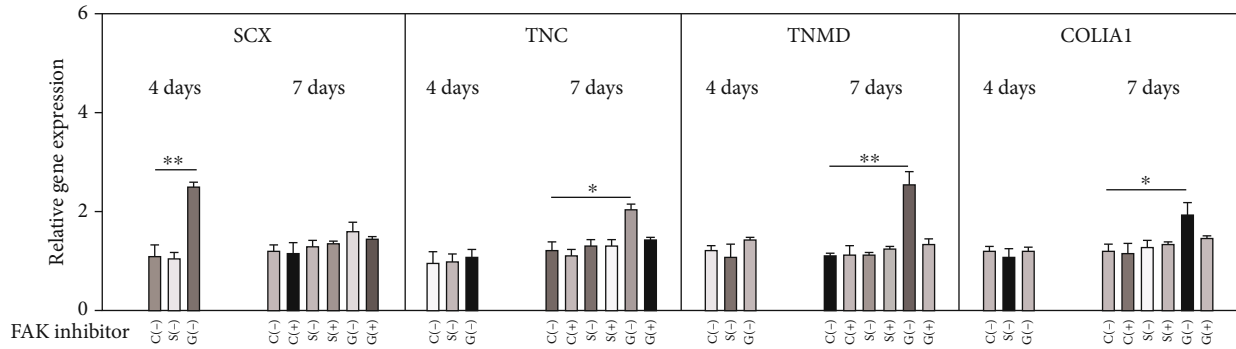 6
SCX TNC TNMD COLIA1
4 days 7 days 4 days 7 days 4 days 7 days 4 days 7 days
Relative gene expression
4
** * ** *
2
0
FAK inhibitor C(−) S(−) G(−) C(−) C(+) S(−) S(+) G(−) G(+) C(−) S(−) G(−) C(−) C(+) S(−) S(+) G(−) G(+) C(−) S(−) G(−) C(−) C(+) S(−) S(+) G(−) G(+) C(−) S(−) G(−) C(−) C(+) S(−) S(+) G(−) G(+)